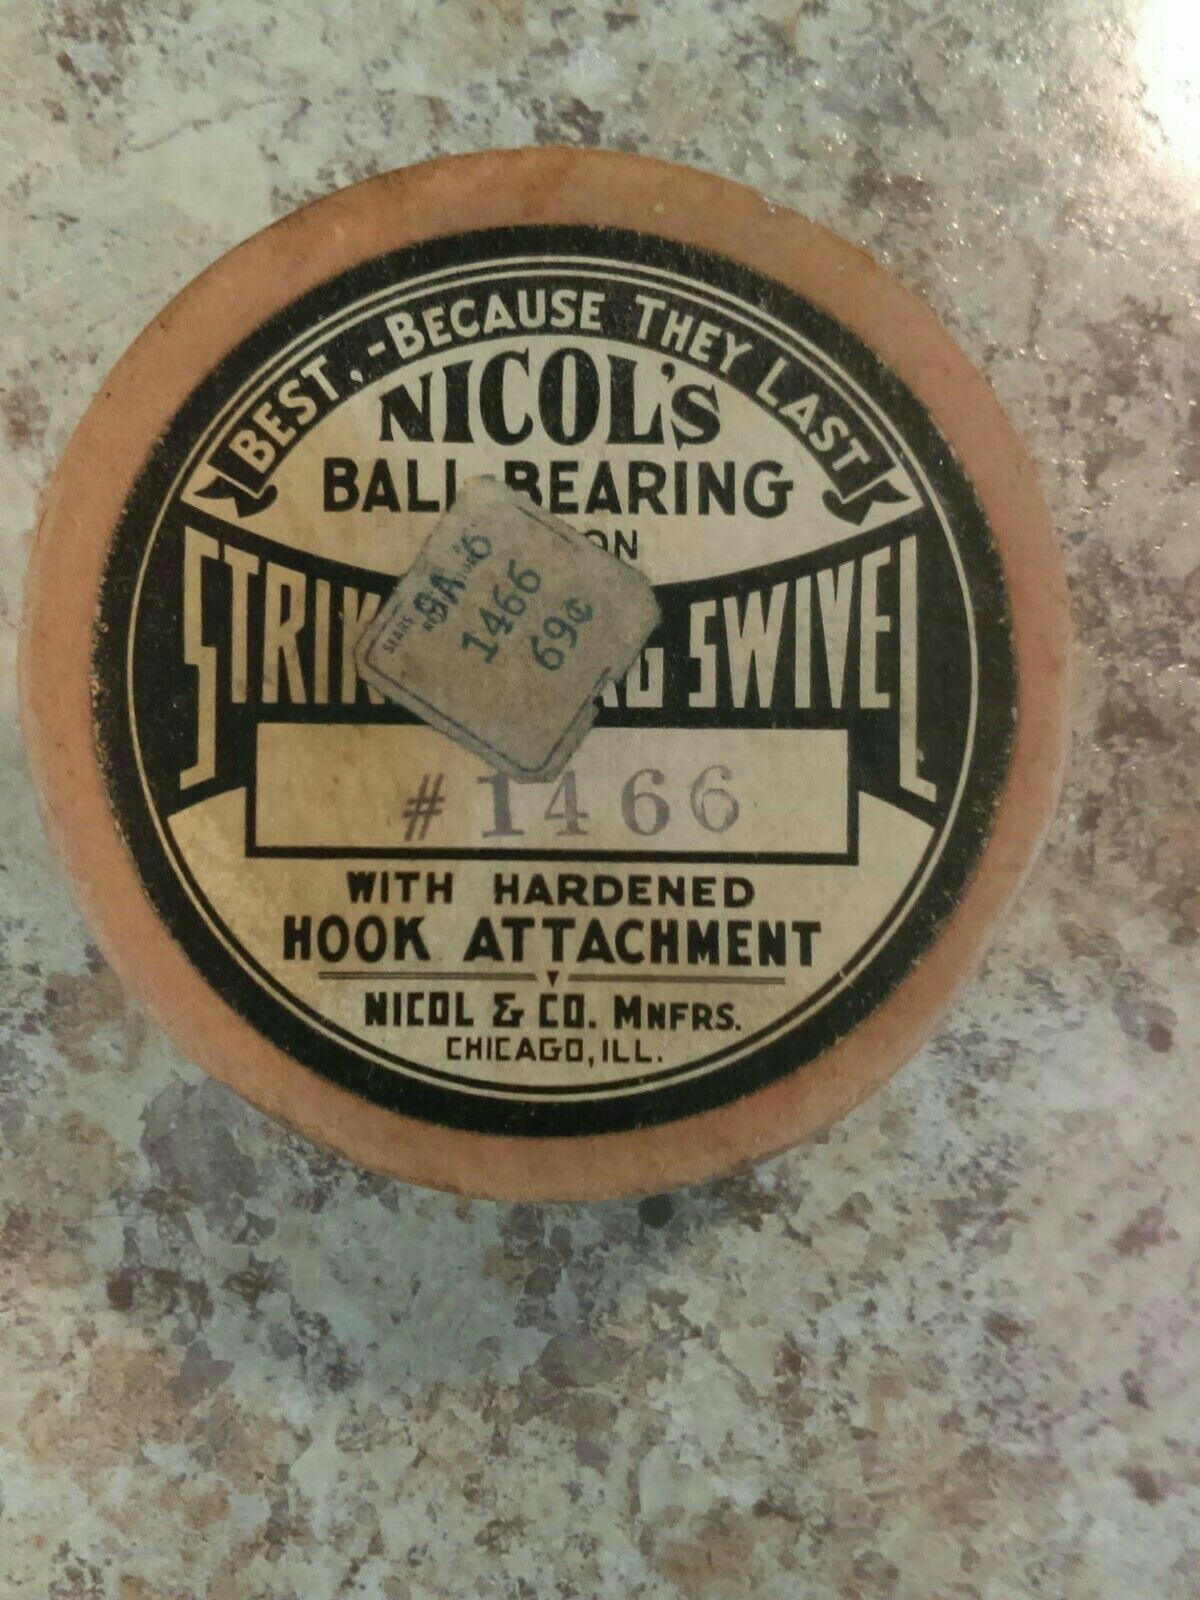 BEST, - BECAUSE THEY LAST
NICOL'S
BALL BEARING
ON
SWIVEL
SEARS
1466
69¢
# 1466
WITH HARDENED
HOOK ATTACHMENT
NICOL & CO. MNFRS.
CHICAGO, ILL.